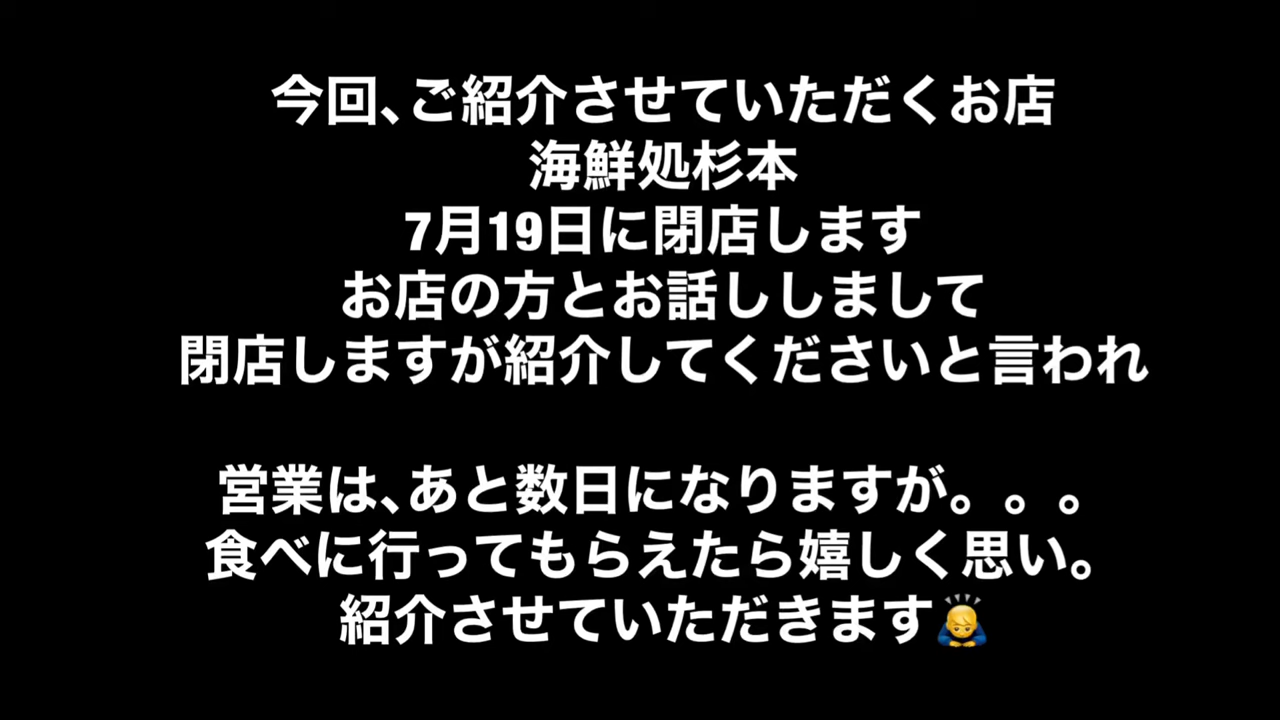 今回、ご紹介させていただくお店
海鮮処杉本
7月19日に閉店します
お店の方とお話ししまして
閉店しますが紹介してくださいと言われ
営業は、あと数日になりますが。。。
食べに行ってもらえたら嬉しく思い。
紹介させていただきます🙇